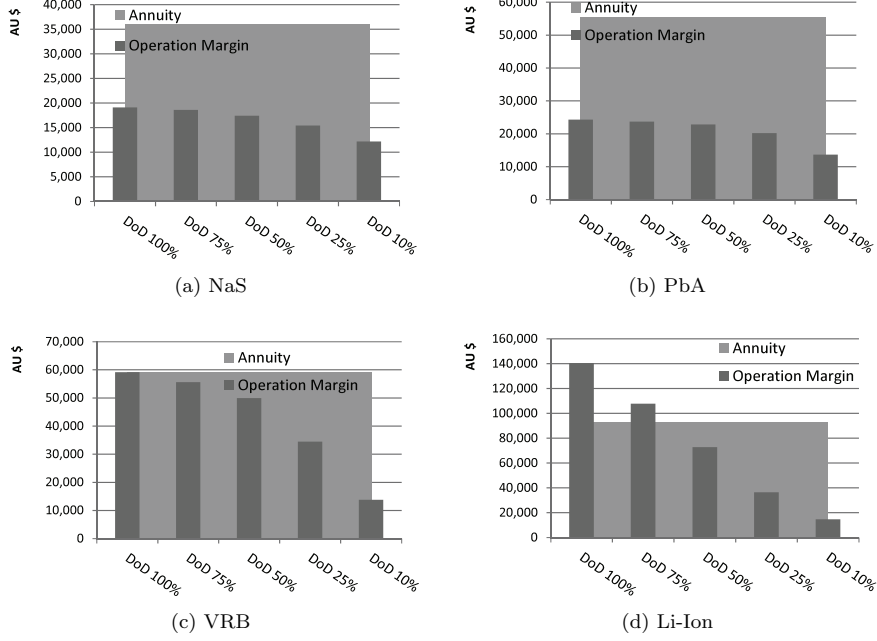 AU $
40,000
35,000
30,000
25,000
20,000
15,000
10,000
5,000
0
Annuity
Operation Margin
DoD 100%
DoD 75%
DoD 50%
DoD 25%
DoD 10%
(a) NaS
AU $
60,000
50,000
40,000
30,000
20,000
10,000
0
Annuity
Operation Margin
DoD 100%
DoD 75%
DoD 50%
DoD 25%
DoD 10%
(b) PbA
AU $
70,000
60,000
50,000
40,000
30,000
20,000
10,000
0
Annuity
Operation Margin
DoD 100%
DoD 75%
DoD 50%
DoD 25%
DoD 10%
(c) VRB
AU $
160,000
140,000
120,000
100,000
80,000
60,000
40,000
20,000
0
Annuity
Operation Margin
DoD 100%
DoD 75%
DoD 50%
DoD 25%
DoD 10%
(d) Li-Ion